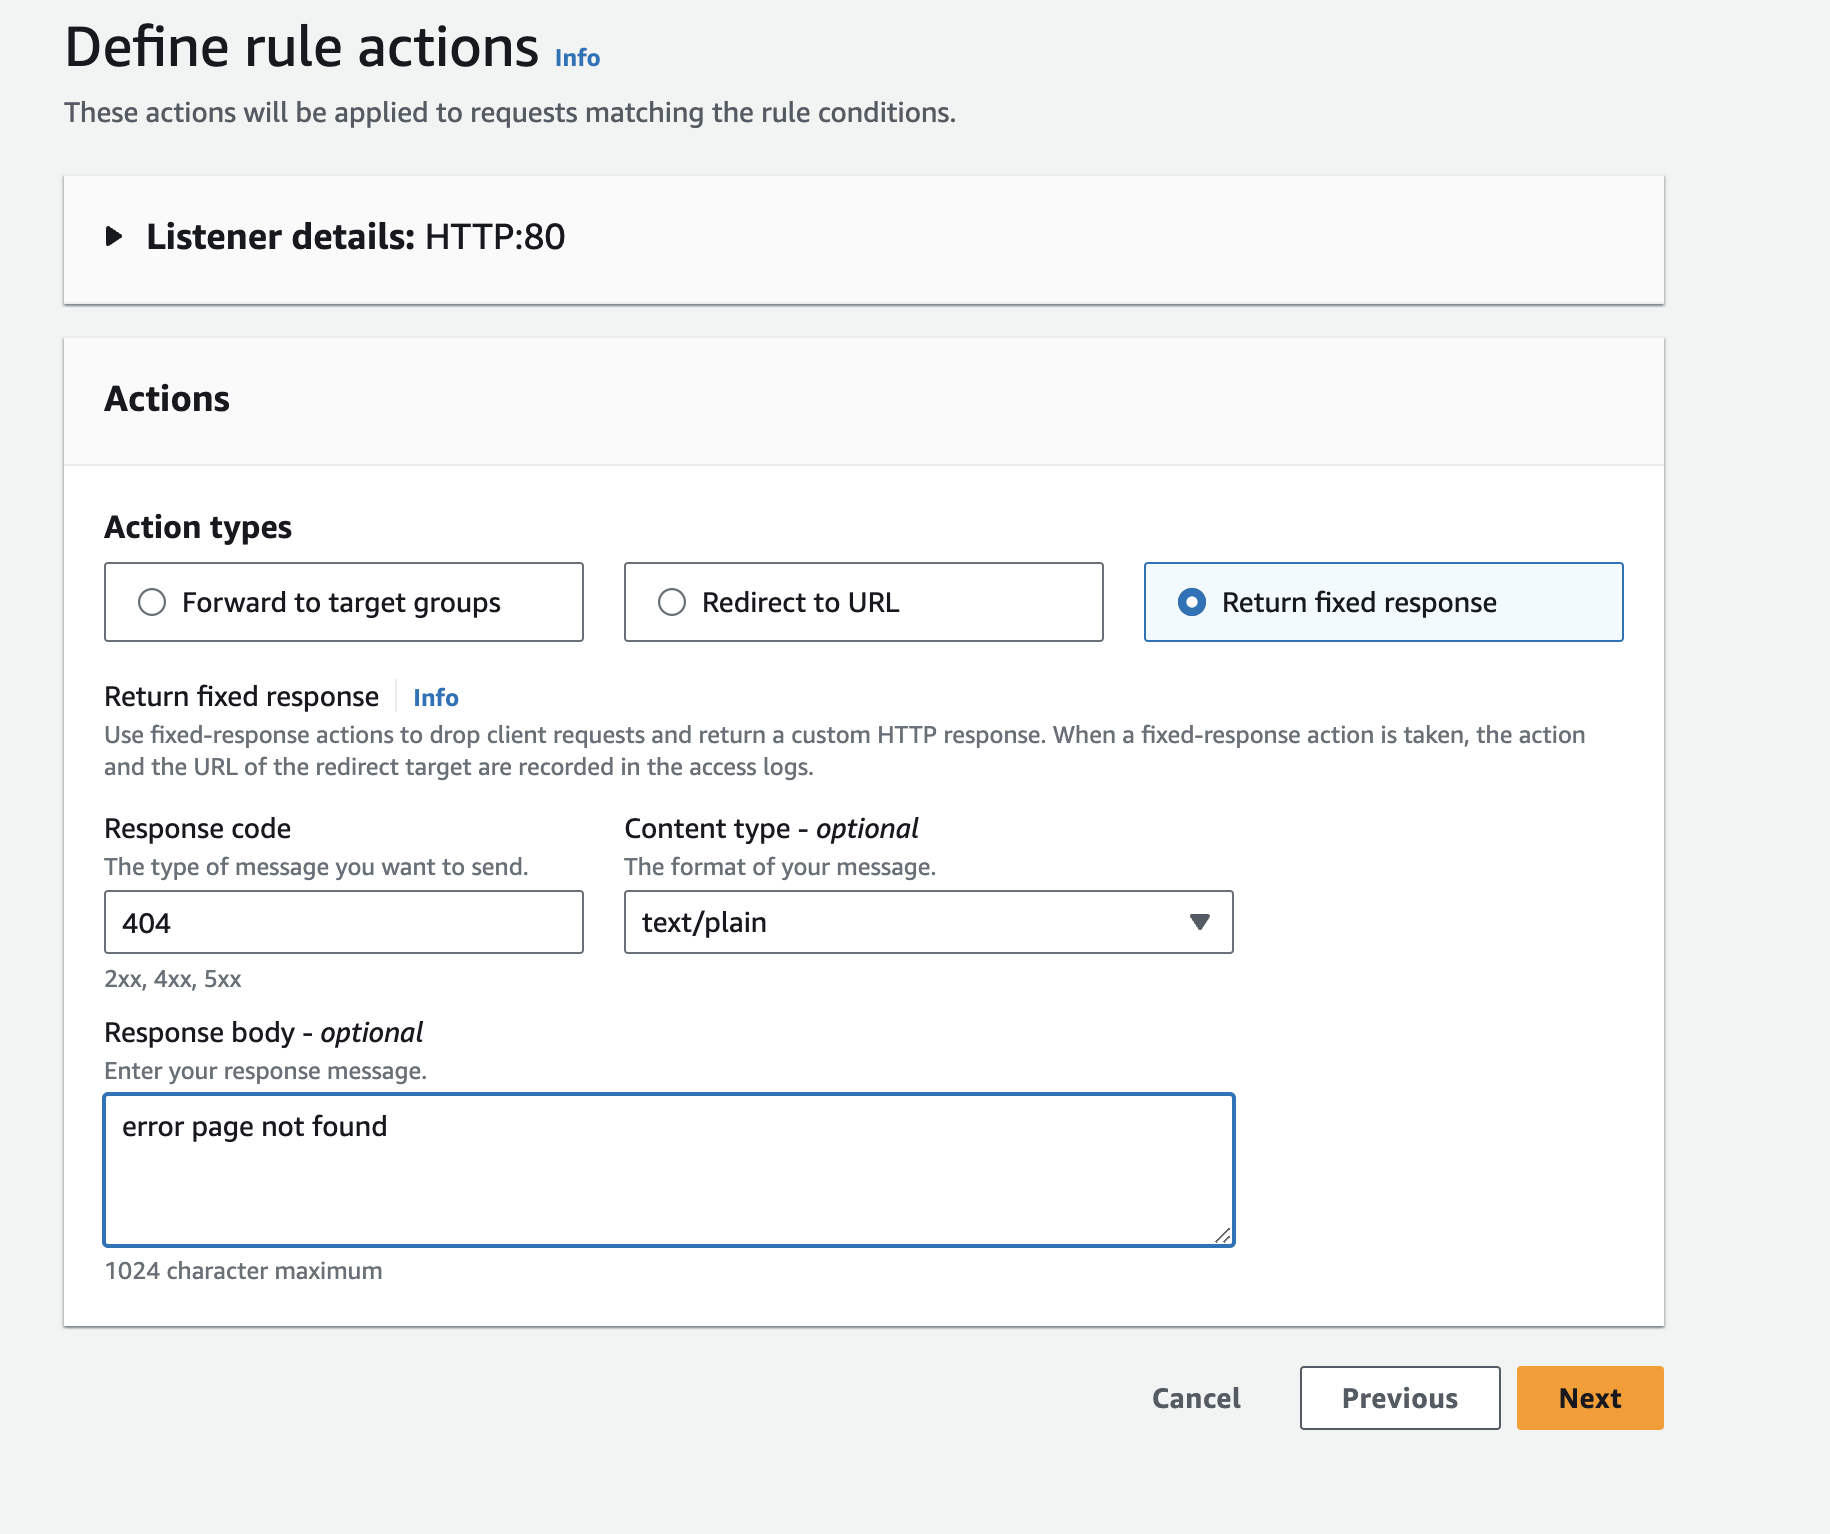 Define rule actions Info
These actions will be applied to requests matching the rule conditions.
Listener details: HTTP:80
Actions
Action types
Forward to target groups
Redirect to URL
Return fixed response
Return fixed response Info
Use fixed-response actions to drop client requests and return a custom HTTP response. When a fixed-response action is taken, the action
and the URL of the redirect target are recorded in the access logs.
Response code
The type of message you want to send.
404
2xx, 4xx, 5xx
Content type - optional
The format of your message.
text/plain
Response body - optional
Enter your response message.
error page not found
1024 character maximum
Cancel
Previous
Next